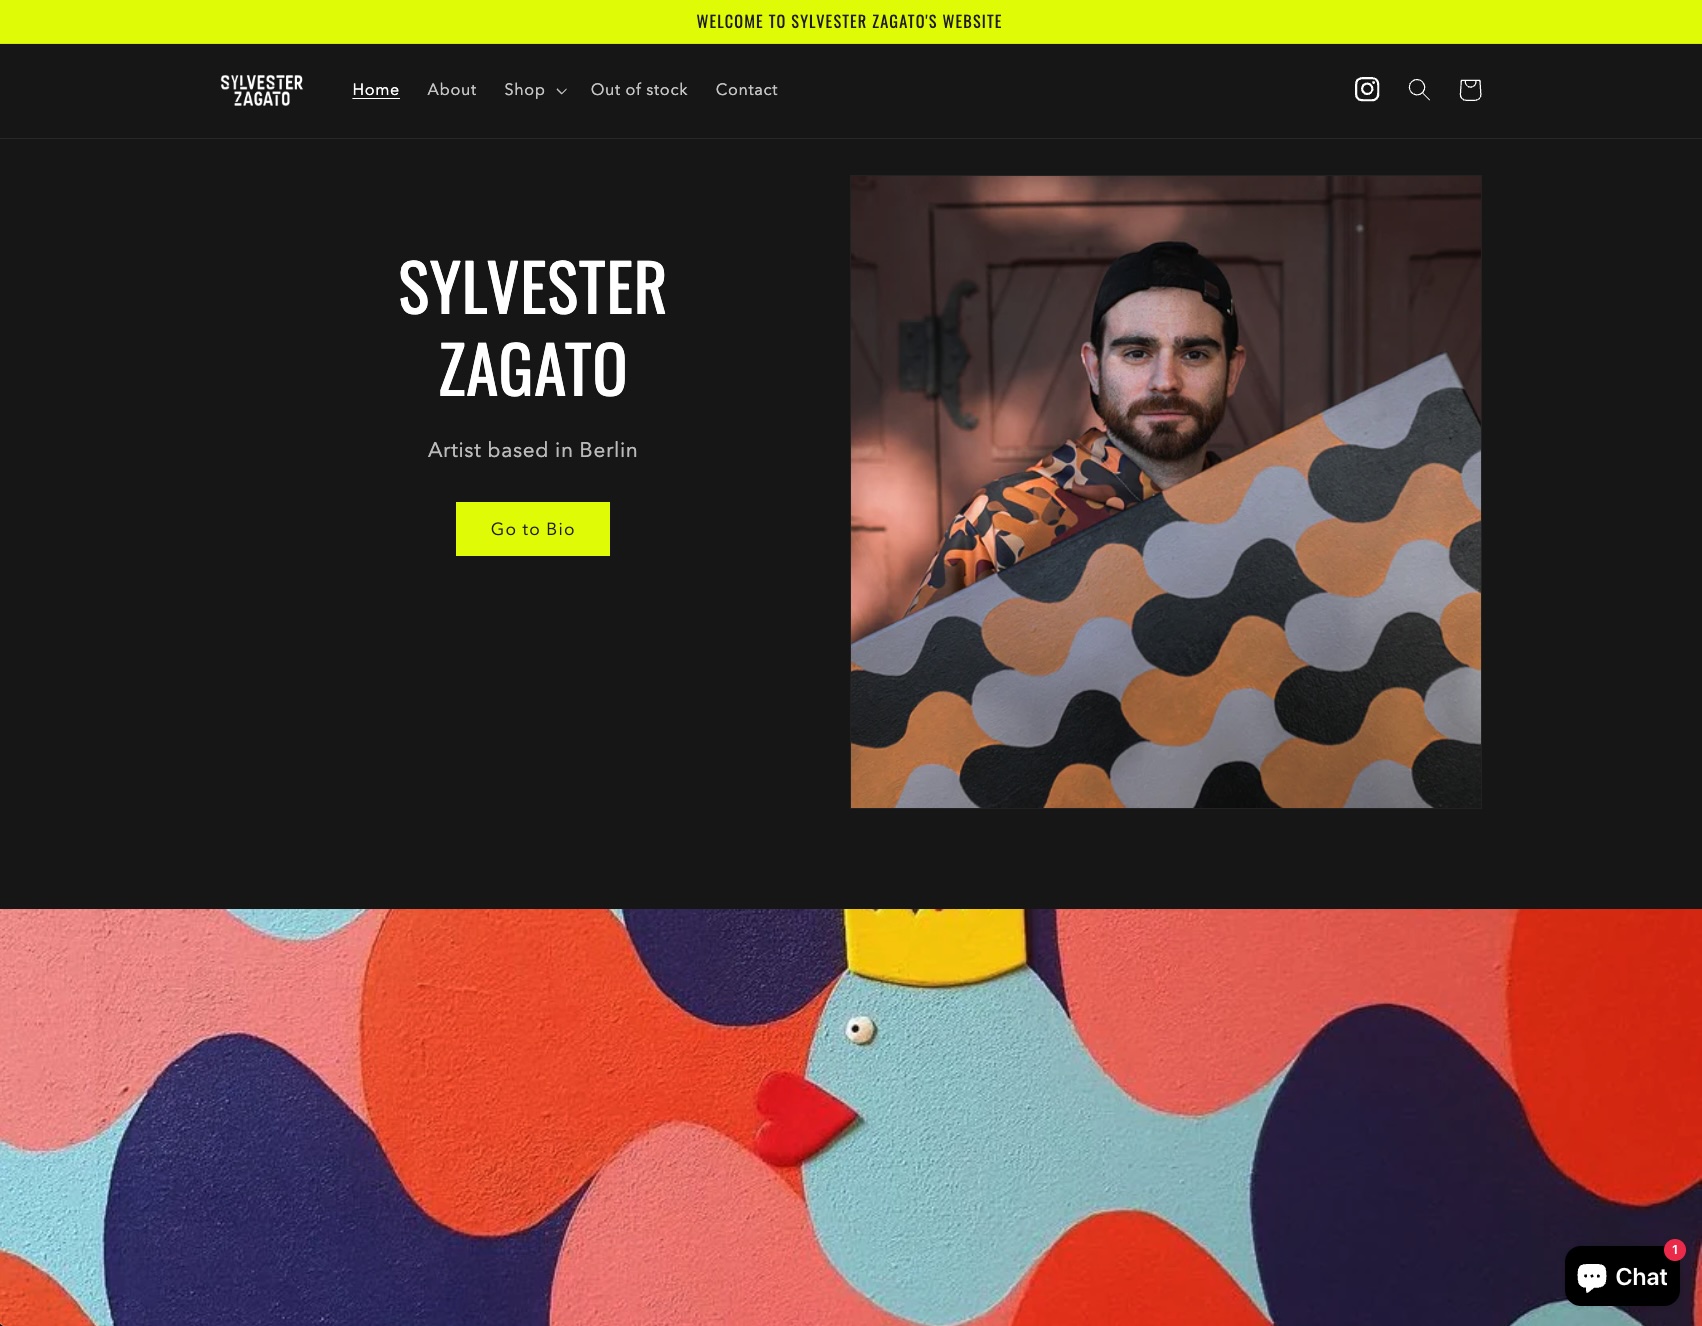 WELCOME TO SYLVESTER ZAGATO'S WEBSITE
SYLVESTER
ZAGATO
Home About Shop Out of stock Contact
SYLVESTER
ZAGATO
Artist based in Berlin
Go to Bio
1
Chat